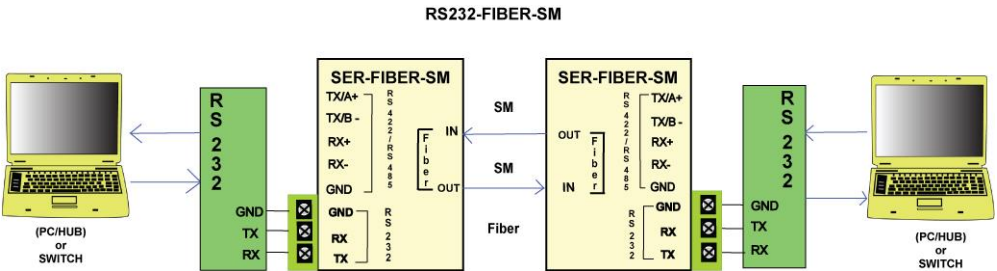 RS232-FIBER-SM
SER-FIBER-SM
SER-FIBER-SM
RS 232
TX/A+
TX/B -
RX+
RX-
GND
RS 422/RS 485
Fiber
IN
OUT
GND
RX
TX
RS 232
GND
TX
RX
(PC/HUB)
or
SWITCH
SM
SM
Fiber
OUT
IN
Fiber
RS 422/RS 485
TX/A+
TX/B -
RX+
RX-
GND
RS 232
GND
RX
TX
RS 232
GND
TX
RX
(PC/HUB)
or
SWITCH